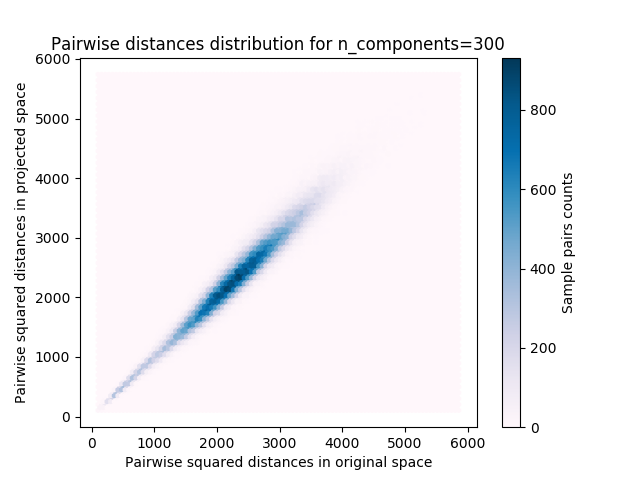 Pairwise distances distribution for n_components=300
6000
5000
4000
3000
2000
1000
0
Pairwise squared distances in projected space
0 1000 2000 3000 4000 5000 6000
Pairwise squared distances in original space
800
600
400
200
0
Sample pairs counts